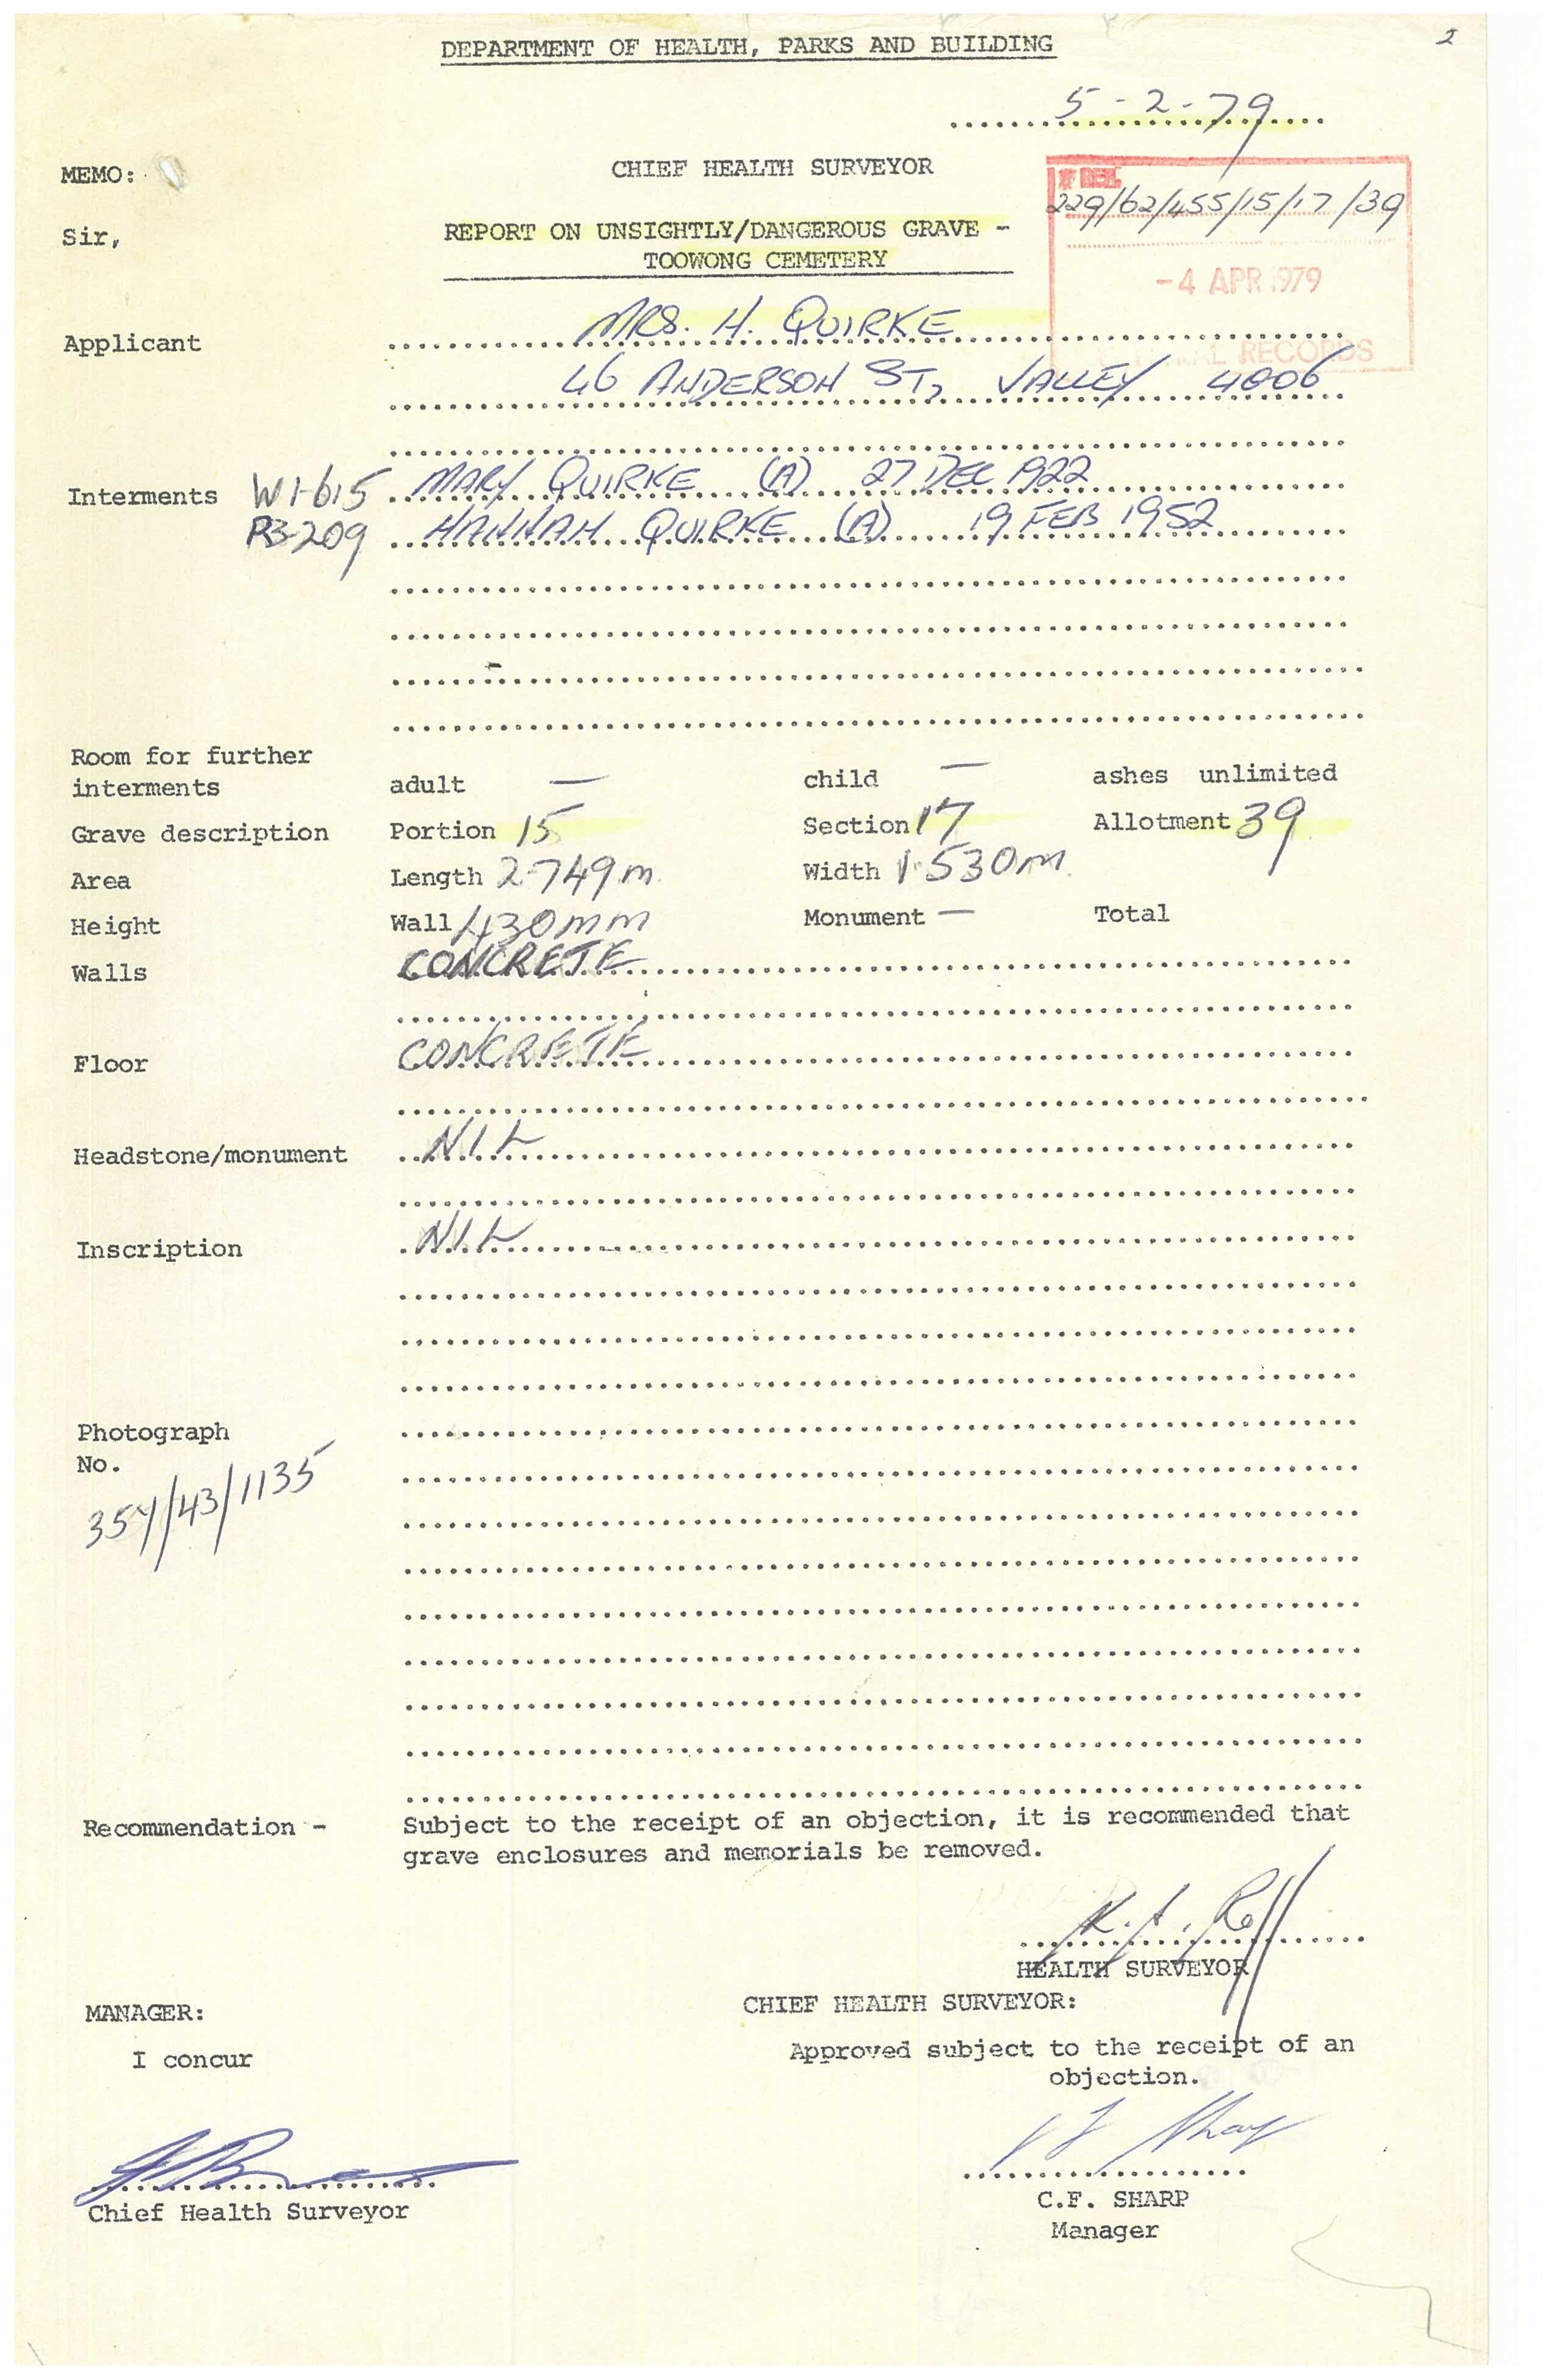 DEPARTMENT OF HEALTH, PARKS AND BUILDING
2
5-2-79
MEMO:
CHIEF HEALTH SURVEYOR
229/62/455/15/17/39
Sir,
REPORT ON UNSIGHTLY/DANGEROUS GRAVE -
TOOWONG CEMETERY
-4 APR 1979
RECORDS
Applicant MRS. H. QUIRKE
46 ANDERSON ST, VALLEY 4006
Interments W1-615 MARY QUIRKE (A) 27 DEC 1922
R3-209 HANNAH QUIRKE (A) 19 FEB 1952
Room for further
interments adult — child — ashes unlimited
Grave description Portion 15 Section 17 Allotment 39
Area Length 2.749m. Width 1.530m.
Height Wall 430mm Monument — Total
Walls CONCRETE
Floor CONCRETE
Headstone/monument NIL
Inscription NIL
Photograph
No.
354/43/1135
Recommendation - Subject to the receipt of an objection, it is recommended that
grave enclosures and memorials be removed.
HEALTH SURVEYOR
MANAGER: CHIEF HEALTH SURVEYOR:
I concur Approved subject to the receipt of an
objection.
Chief Health Surveyor
C.F. SHARP
Manager